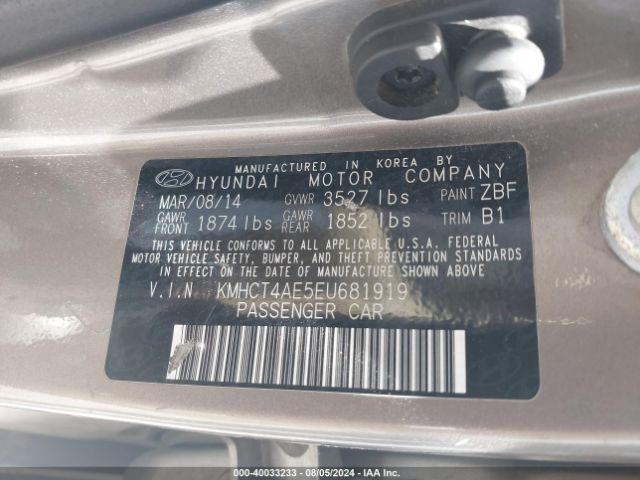 MANUFACTURED IN KOREA BY
HYUNDAI MOTOR COMPANY
MAR/08/14 GVWR 3527 lbs PAINT ZBF
GAWR FRONT 1874 lbs GAWR REAR 1852 lbs TRIM B1
THIS VEHICLE CONFORMS TO ALL APPLICABLE U.S.A. FEDERAL
MOTOR VEHICLE SAFETY, BUMPER, AND THEFT PREVENTION STANDARDS
IN EFFECT ON THE DATE OF MANUFACTURE SHOWN ABOVE.
V.I.N KMHCT4AE5EU681919
PASSENGER CAR
000-40033233 - 08/05/2024 - IAA Inc.